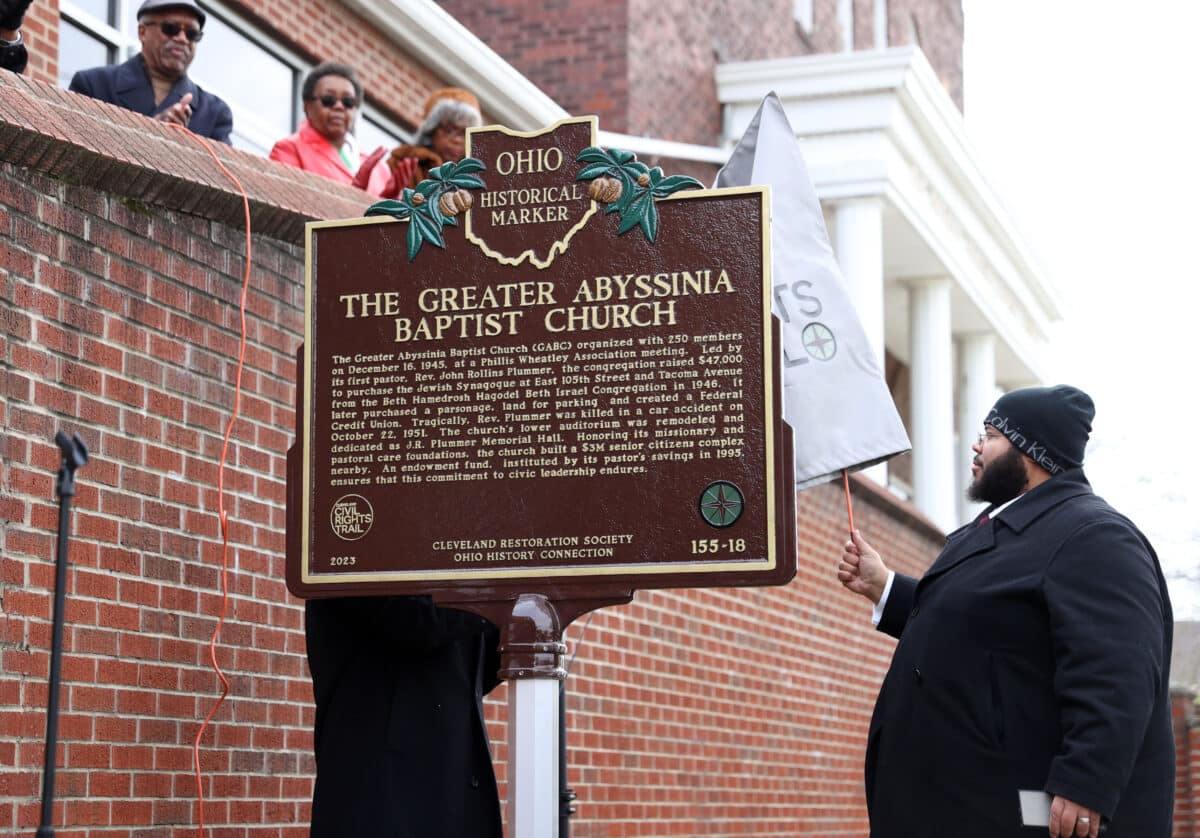 OHIO
HISTORICAL
MARKER
THE GREATER ABYSSINIA
BAPTIST CHURCH
The Greater Abyssinia Baptist Church (GABC) organized with 250 members
on December 16, 1945, at a Phillis Wheatley Association meeting. Led by
its first pastor, Rev. John Rollins Plummer, the congregation raised $47,000
to purchase the Jewish Synagogue at East 105th Street and Tacoma Avenue
from the Beth Hamedrosh Hagodel Beth Israel Congregation in 1946. It
later purchased a parsonage, land for parking and created a Federal
Credit Union. Tragically, Rev. Plummer was killed in a car accident on
October 22, 1951. The church's lower auditorium was remodeled and
dedicated as J.R. Plummer Memorial Hall. Honoring its missionary and
pastoral care foundations, the church built a $3M senior citizens complex
nearby. An endowment fund, instituted by its pastor's savings in 1995,
ensures that this commitment to civic leadership endures.
CIVIL
RIGHTS
TRAIL
2023
CLEVELAND RESTORATION SOCIETY
OHIO HISTORY CONNECTION
155-18
TS
L
Calvin Klein